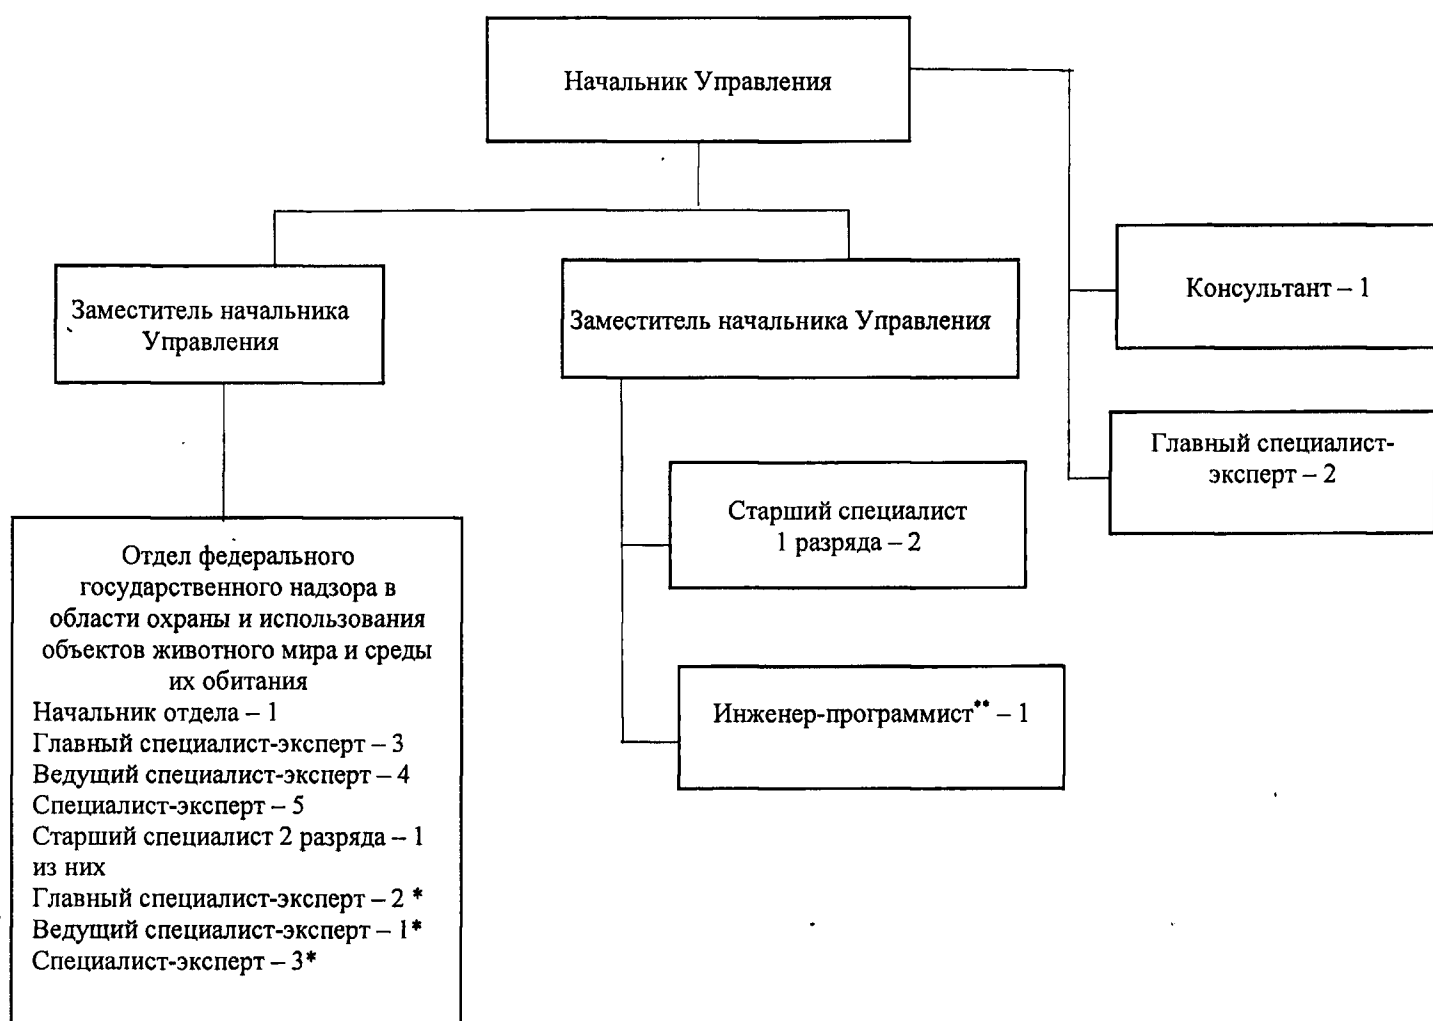 Начальник Управления
Заместитель начальника
Управления
Заместитель начальника Управления
Консультант – 1
Главный специалист-
эксперт – 2
Старший специалист
1 разряда – 2
Инженер-программист** – 1
Отдел федерального
государственного надзора в
области охраны и использования
объектов животного мира и среды
их обитания
Начальник отдела – 1
Главный специалист-эксперт – 3
Ведущий специалист-эксперт – 4
Специалист-эксперт – 5
Старший специалист 2 разряда – 1
из них
Главный специалист-эксперт – 2 *
Ведущий специалист-эксперт – 1*
Специалист-эксперт – 3*